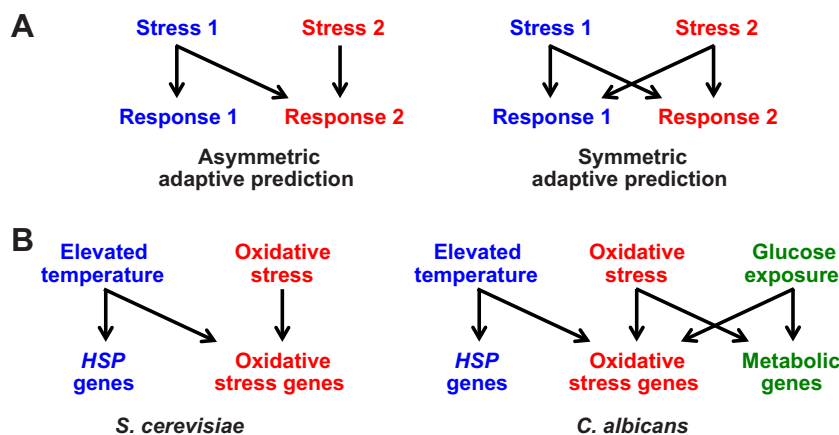 A
Stress 1
Stress 2
Response 1
Response 2
Asymmetric
adaptive prediction
Stress 1
Stress 2
Response 1
Response 2
Symmetric
adaptive prediction
B
Elevated
temperature
Oxidative
stress
HSP
genes
Oxidative
stress genes
S. cerevisiae
Elevated
temperature
Oxidative
stress
Glucose
exposure
HSP
genes
Oxidative
stress genes
Metabolic
genes
C. albicans